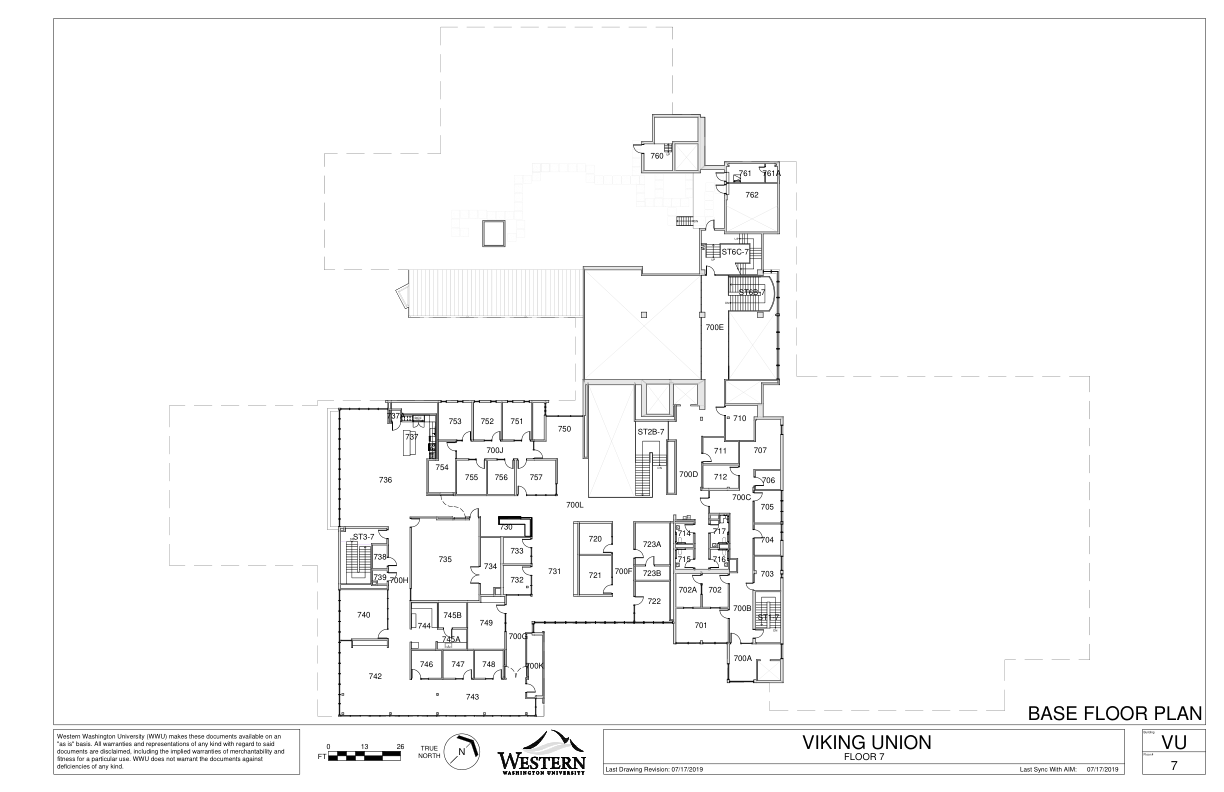 760
761 761A
762
ST6C-7
ST6B-7
700E
753 752 751
750
737A
737
710
ST2B-7
711
707
700J
754
755 756 757
736
712
706
700D
700C
705
700L
730
714
717
720
723A
ST3-7
704
738
735
733
734
731
715
716
739
700H
732
721
700F
723B
703
702A 702
722
740
744
745B
745A
749
700G
701
700B
ST1-7
746 747 748
700K
700A
742
743
BASE FLOOR PLAN
Western Washington University (WWU) makes these documents available on an
"as is" basis. All warranties and representations of any kind with regard to said
documents are disclaimed, including the implied warranties of merchantability and
fitness for a particular use. WWU does not warrant the documents against
deficiencies of any kind.
0 13 26
FT
TRUE
NORTH
N
WESTERN
WASHINGTON UNIVERSITY
VIKING UNION
FLOOR 7
Last Drawing Revision: 07/17/2019
Last Sync With AIM: 07/17/2019
Building
VU
7